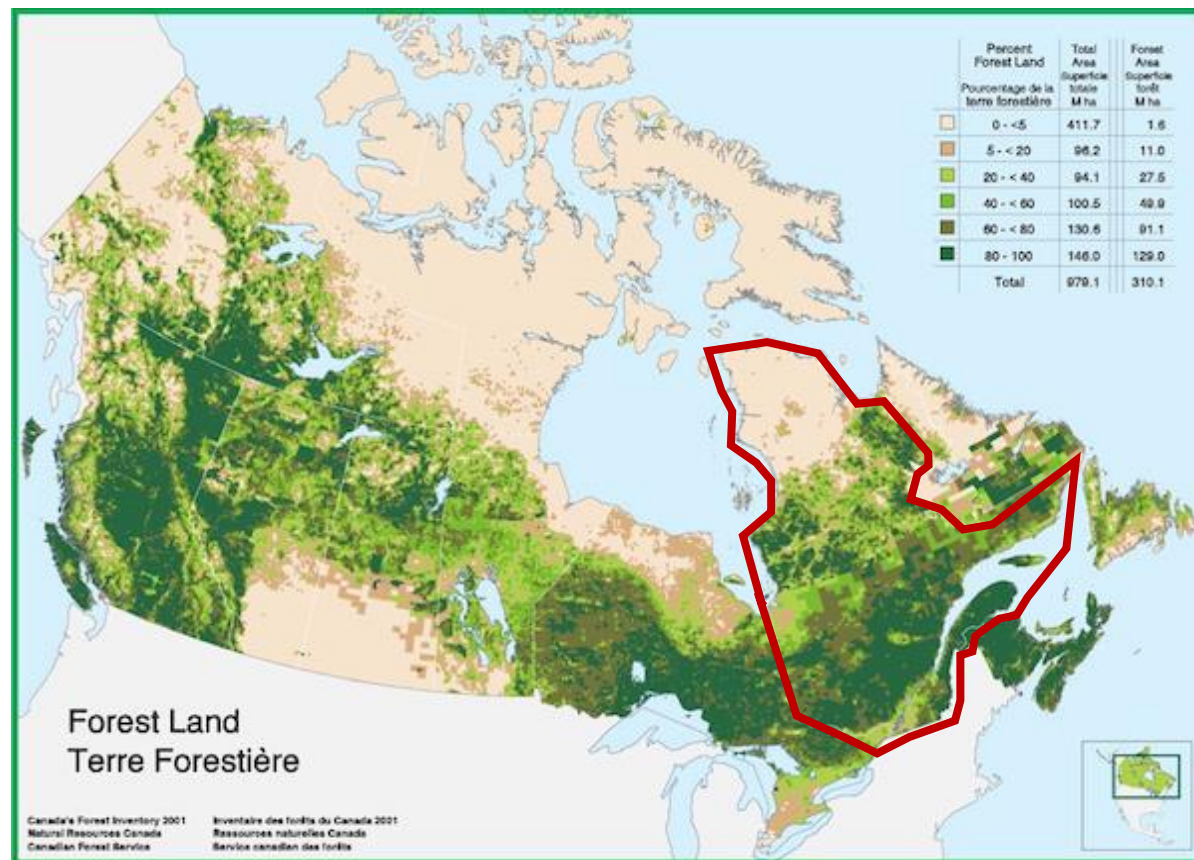 Percent Total Forset
Forest Land Area Area
Superficie Superficie
Pourcentage de la totale forêt
terre forestière M ha M ha
0 - <5 411.7 1.6
5 - < 20 96.2 11.0
20 - < 40 94.1 27.5
40 - < 60 100.5 49.9
60 - < 80 130.6 91.1
80 - 100 146.0 129.0
Total 979.1 310.1
Forest Land
Terre Forestière
Canada's Forest Inventory 2001 Inventaire des forêts du Canada 2001
Natural Resources Canada Ressources naturelles Canada
Canadian Forest Service Service canadien des forêts